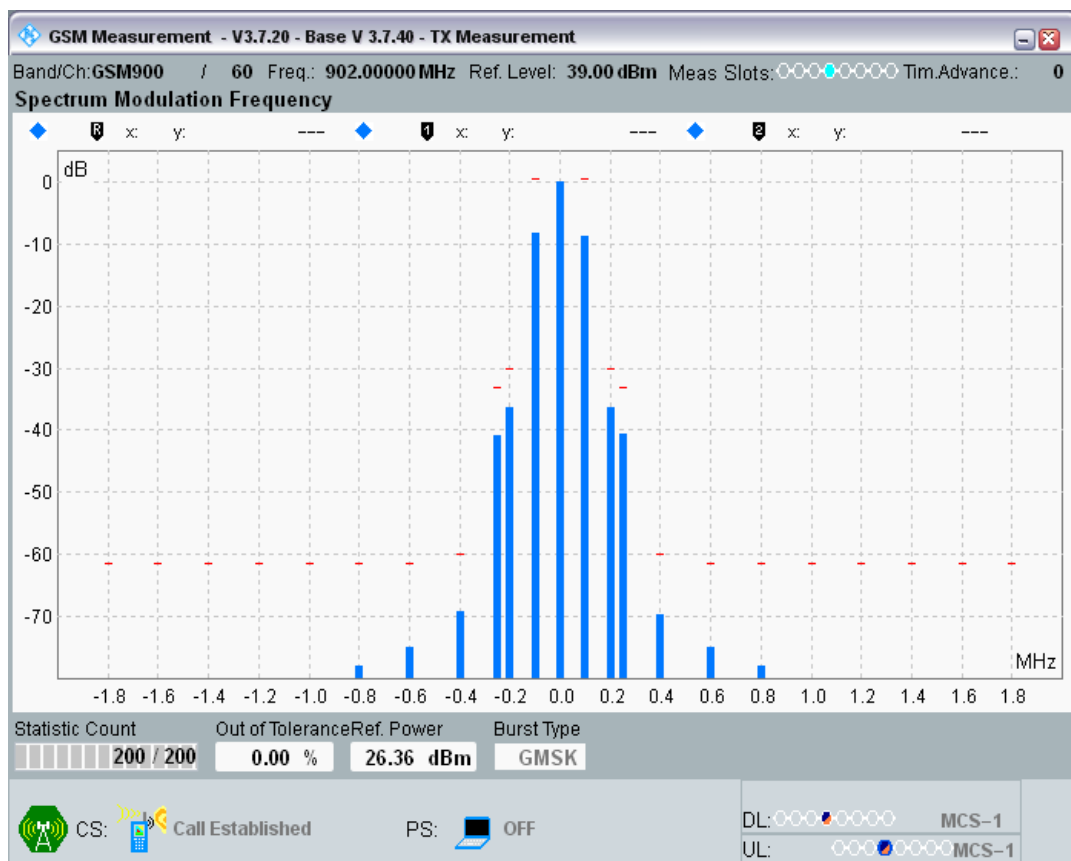 GSM Measurement - V3.7.20 - Base V 3.7.40 - TX Measurement
Band/Ch:GSM900 / 60 Freq.: 902.00000 MHz Ref. Level: 39.00 dBm Meas Slots: Tim.Advance.: 0
Spectrum Modulation Frequency
R x: y: --- 1 x: y: --- 2 x: y: ---
dB
0
-10
-20
-30
-40
-50
-60
-70
MHz
-1.8 -1.6 -1.4 -1.2 -1.0 -0.8 -0.6 -0.4 -0.2 0.0 0.2 0.4 0.6 0.8 1.0 1.2 1.4 1.6 1.8
Statistic Count Out of Tolerance Ref. Power Burst Type
200 / 200 0.00 % 26.36 dBm GMSK
CS: Call Established PS: OFF
DL: MCS-1
UL: MCS-1